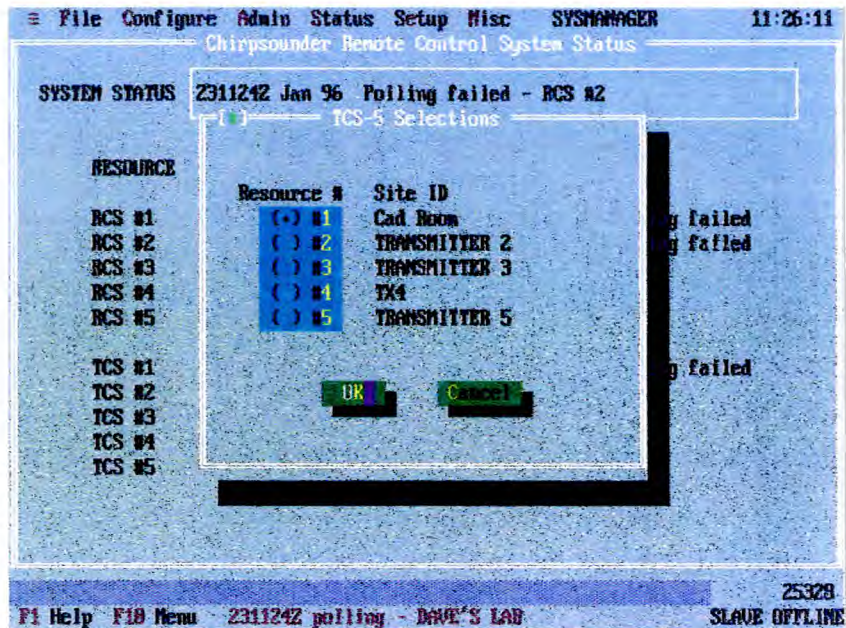 ≡ File Configure Admin Status Setup Misc SYSMANAGER 11:26:11
Chirpsounder Remote Control System Status
SYSTEM STATUS 231124Z Jan 96 Polling failed - RCS #2
[■] TCS-5 Selections
RESOURCE
Resource # Site ID
RCS #1 (•) #1 Cad Room failed
RCS #2 ( ) #2 TRANSMITTER 2 failed
RCS #3 ( ) #3 TRANSMITTER 3
RCS #4 ( ) #4 TX4
RCS #5 ( ) #5 TRANSMITTER 5
TCS #1 failed
TCS #2 OK Cancel
TCS #3
TCS #4
TCS #5
25328
F1 Help F10 Menu 231124Z polling - DAVE'S LAB SLAVE OFFLINE